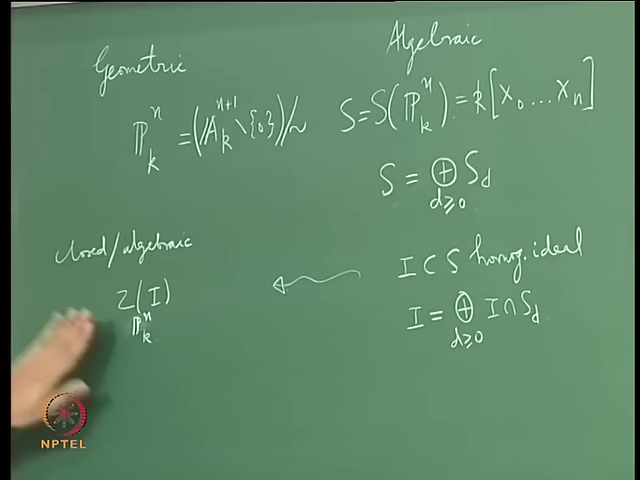 Geometric
Algebraic
ℙⁿₖ = (𝔸ⁿ⁺¹ₖ \ {0})/~
S = S(ℙⁿₖ) = k[X₀...Xₙ]
S = ⊕ S_d
d⩾0
closed/algebraic
I ⊂ S homog. ideal
Z(I)
ℙⁿₖ
I = ⊕ I∩S_d
d⩾0
NPTEL